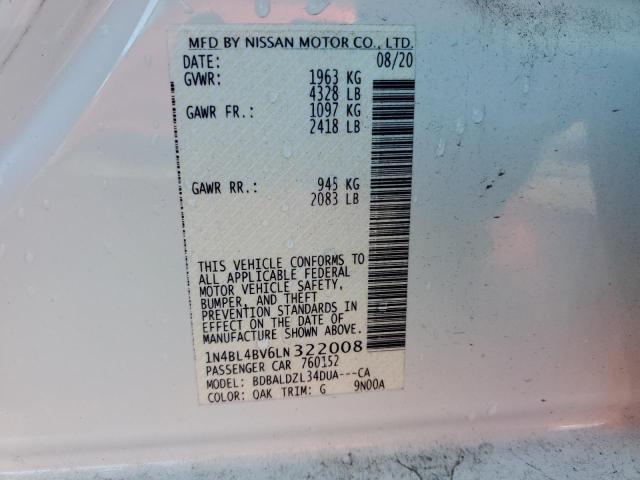 MFD BY NISSAN MOTOR CO., LTD.
DATE: 08/20
GVWR: 1963 KG
4328 LB
GAWR FR.: 1097 KG
2418 LB
GAWR RR.: 945 KG
2083 LB
THIS VEHICLE CONFORMS TO
ALL APPLICABLE FEDERAL
MOTOR VEHICLE SAFETY,
BUMPER, AND THEFT
PREVENTION STANDARDS IN
EFFECT ON THE DATE OF
MANUFACTURE SHOWN ABOVE.
1N4BL4BV6LN322008
PASSENGER CAR 760152
MODEL: BDBALDZL34DUA---CA
COLOR: QAK TRIM: G 9N00A